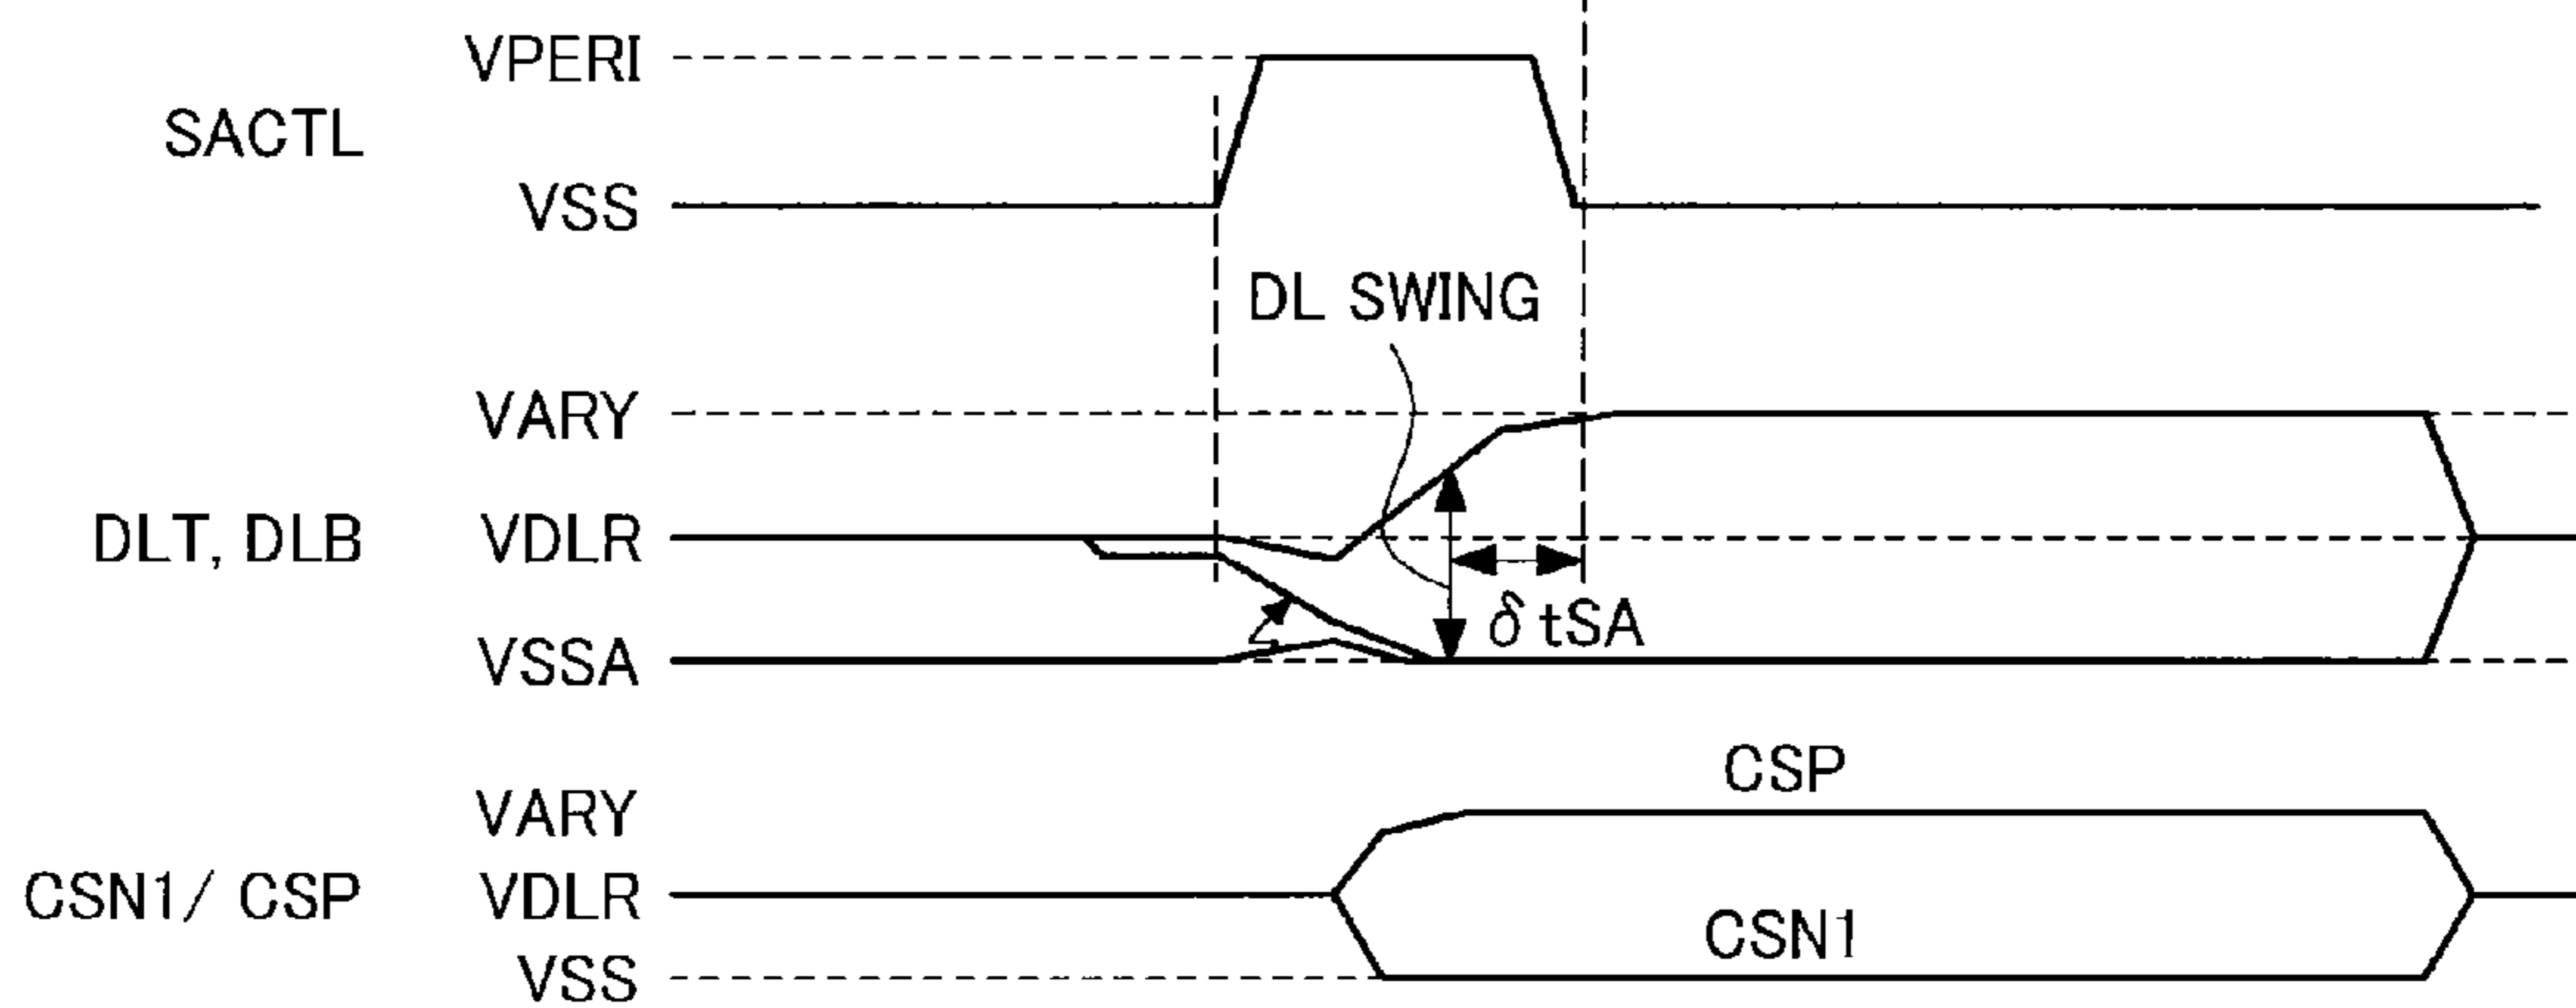 VPERI
SACTL
VSS
DL SWING
VARY
DLT, DLB VDLR
δ tSA
VSSA
CSP
VARY
CSN1/ CSP VDLR
CSN1
VSS